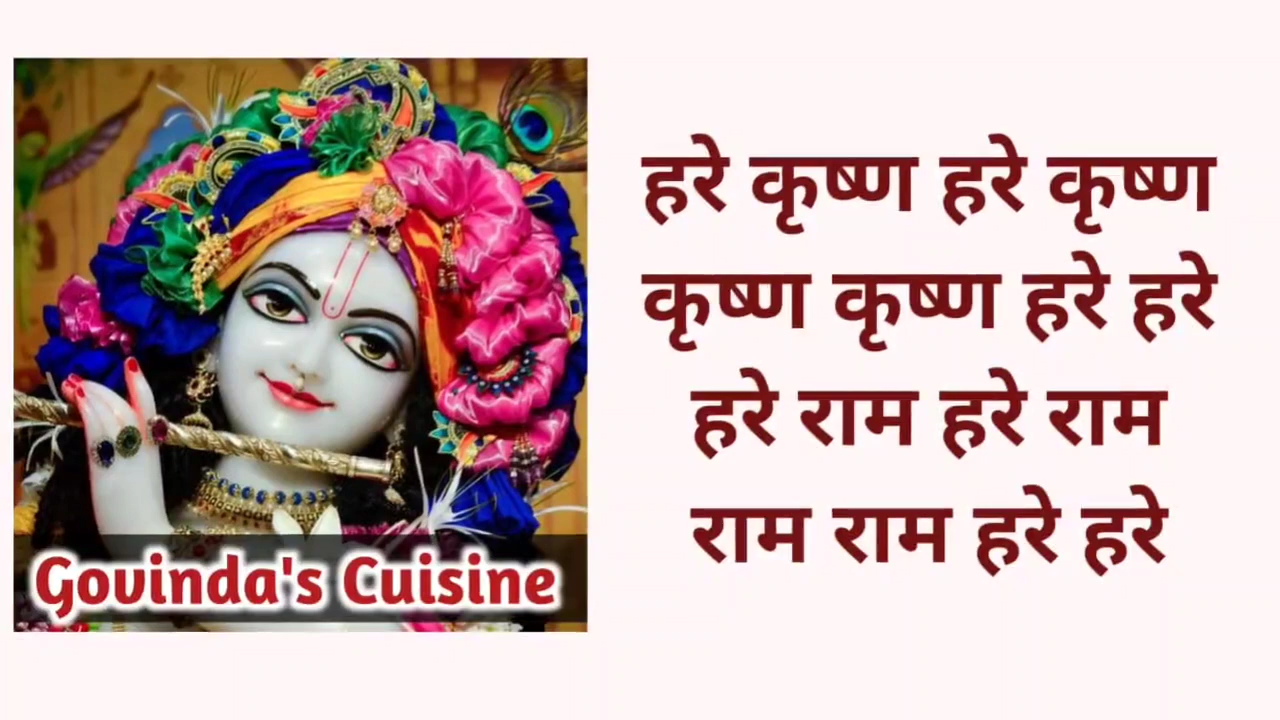 Govinda's Cuisine
हरे कृष्ण हरे कृष्ण
कृष्ण कृष्ण हरे हरे
हरे राम हरे राम
राम राम हरे हरे